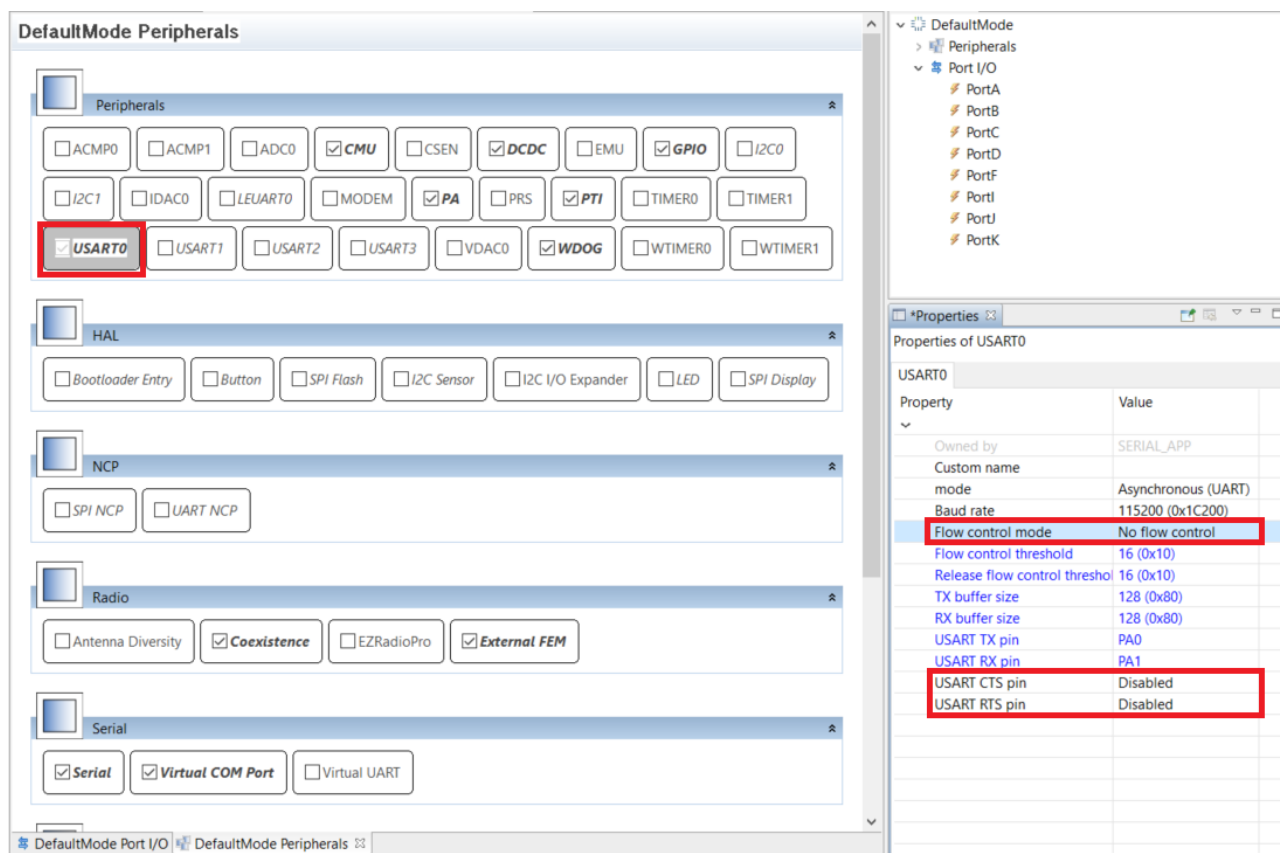 DefaultMode Peripherals
Peripherals
ACMP0 ACMP1 ADC0 CMU CSEN DCDC EMU GPIO I2C0
I2C1 IDAC0 LEUART0 MODEM PA PRS PTI TIMER0 TIMER1
USART0 USART1 USART2 USART3 VDAC0 WDOG WTIMER0 WTIMER1
HAL
Bootloader Entry Button SPI Flash I2C Sensor I2C I/O Expander LED SPI Display
NCP
SPI NCP UART NCP
Radio
Antenna Diversity Coexistence EZRadioPro External FEM
Serial
Serial Virtual COM Port Virtual UART
DefaultMode Port I/O DefaultMode Peripherals
DefaultMode
Peripherals
Port I/O
PortA
PortB
PortC
PortD
PortF
PortI
PortJ
PortK
*Properties
Properties of USART0
USART0
Property Value
Owned by SERIAL_APP
Custom name
mode Asynchronous (UART)
Baud rate 115200 (0x1C200)
Flow control mode No flow control
Flow control threshold 16 (0x10)
Release flow control threshol 16 (0x10)
TX buffer size 128 (0x80)
RX buffer size 128 (0x80)
USART TX pin PA0
USART RX pin PA1
USART CTS pin Disabled
USART RTS pin Disabled